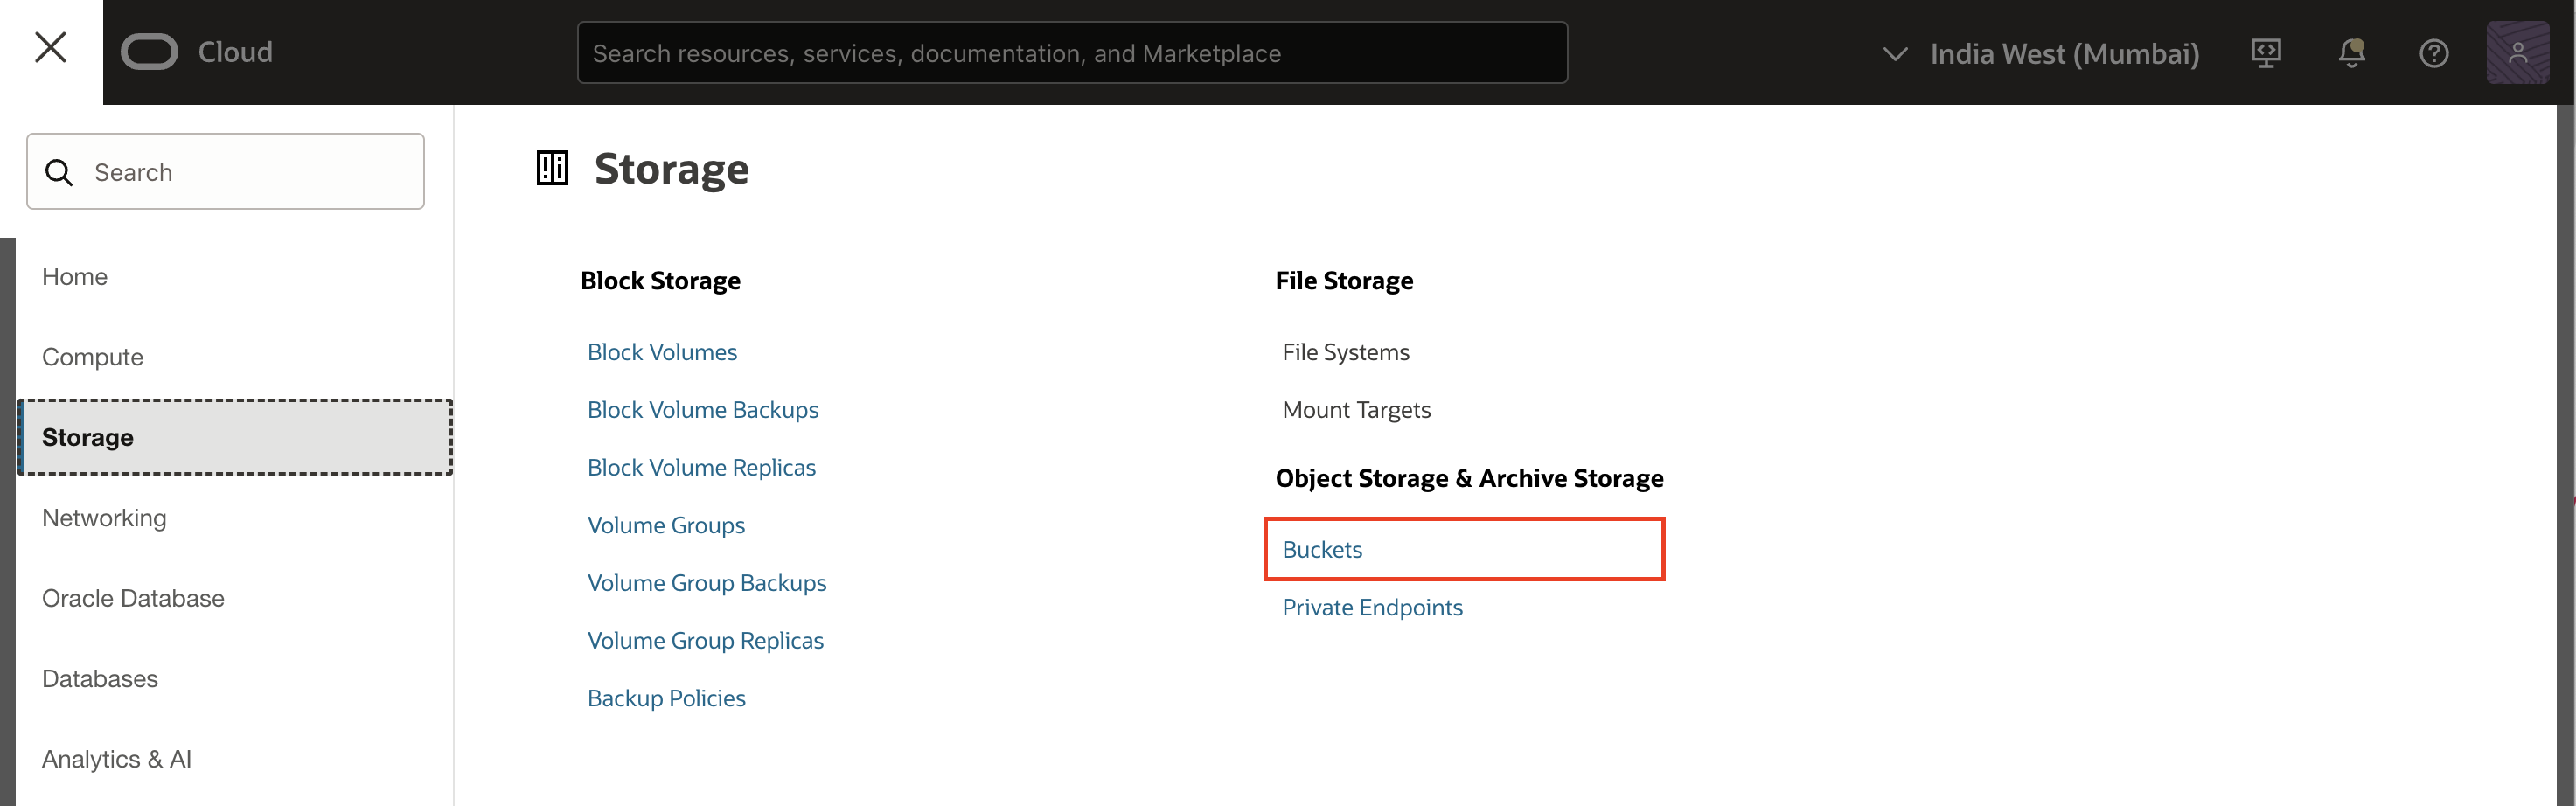 Cloud
Search resources, services, documentation, and Marketplace
India West (Mumbai)
Search
Home
Compute
Storage
Networking
Oracle Database
Databases
Analytics & AI
Storage
Block Storage
Block Volumes
Block Volume Backups
Block Volume Replicas
Volume Groups
Volume Group Backups
Volume Group Replicas
Backup Policies
File Storage
File Systems
Mount Targets
Object Storage & Archive Storage
Buckets
Private Endpoints